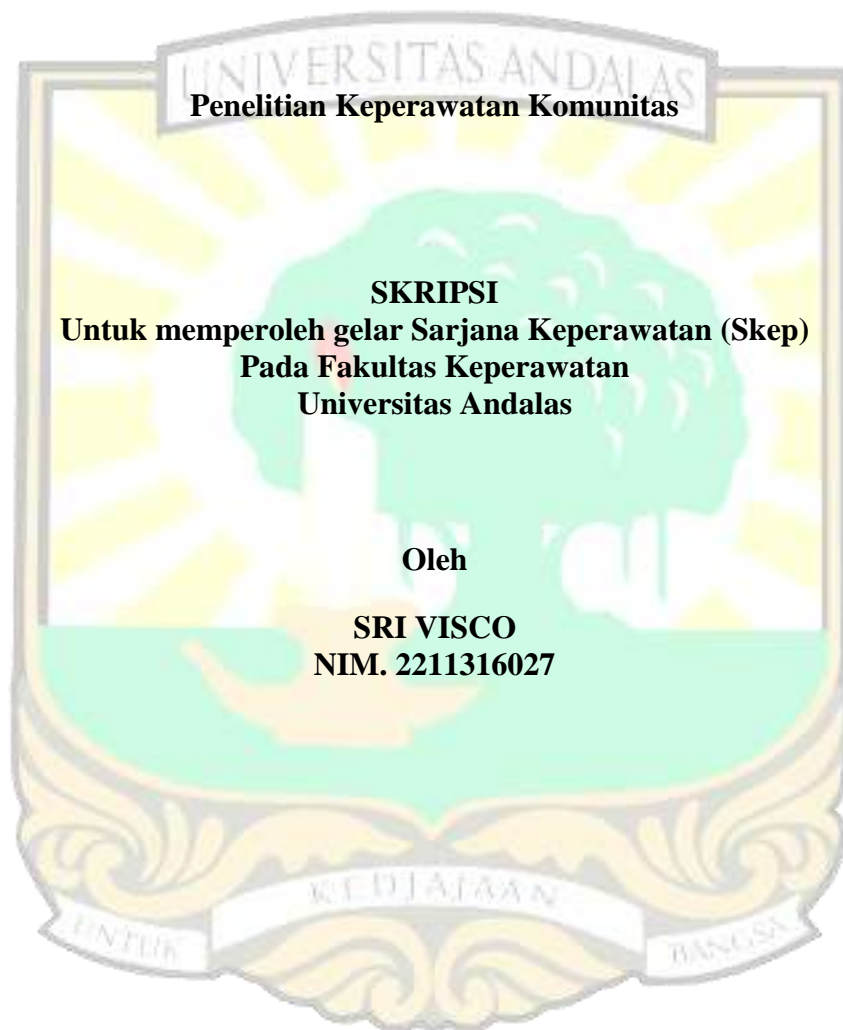 UNIVERSITAS ANDALAS
Penelitian Keperawatan Komunitas
SKRIPSI
Untuk memperoleh gelar Sarjana Keperawatan (Skep)
Pada Fakultas Keperawatan
Universitas Andalas
Oleh
SRI VISCO
NIM. 2211316027
KEDJAJAAN
UNTUK
BANGSA